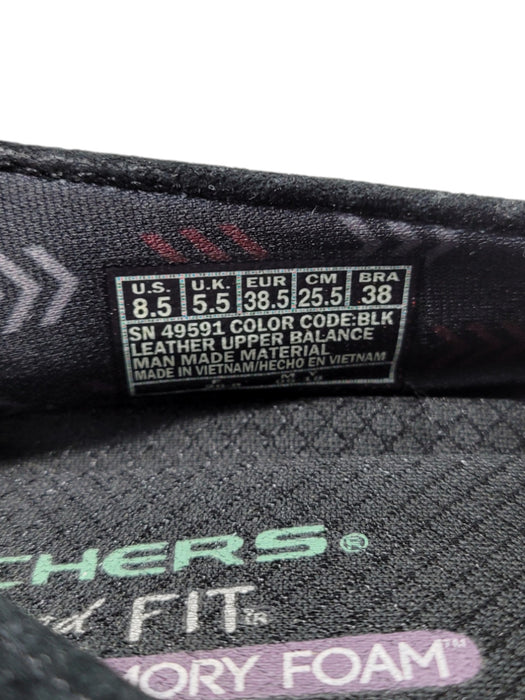 U.S. U.K. EUR CM BRA
8.5 5.5 38.5 25.5 38
SN 49591 COLOR CODE:BLK
LEATHER UPPER BALANCE
MAN MADE MATERIAL
MADE IN VIETNAM/HECHO EN VIETNAM
CHERS®
FIT
MORY FOAM™